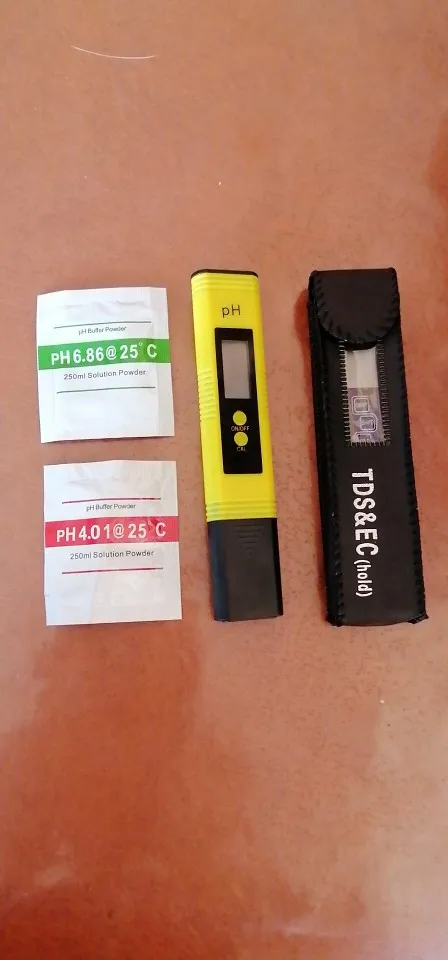 pH Buffer Powder
PH 6.86@ 25°C
250ml Solution Powder
pH Buffer Powder
PH 4.01@ 25°C
250ml Solution Powder
pH
ON/OFF
CAL
TDS&EC (hold)